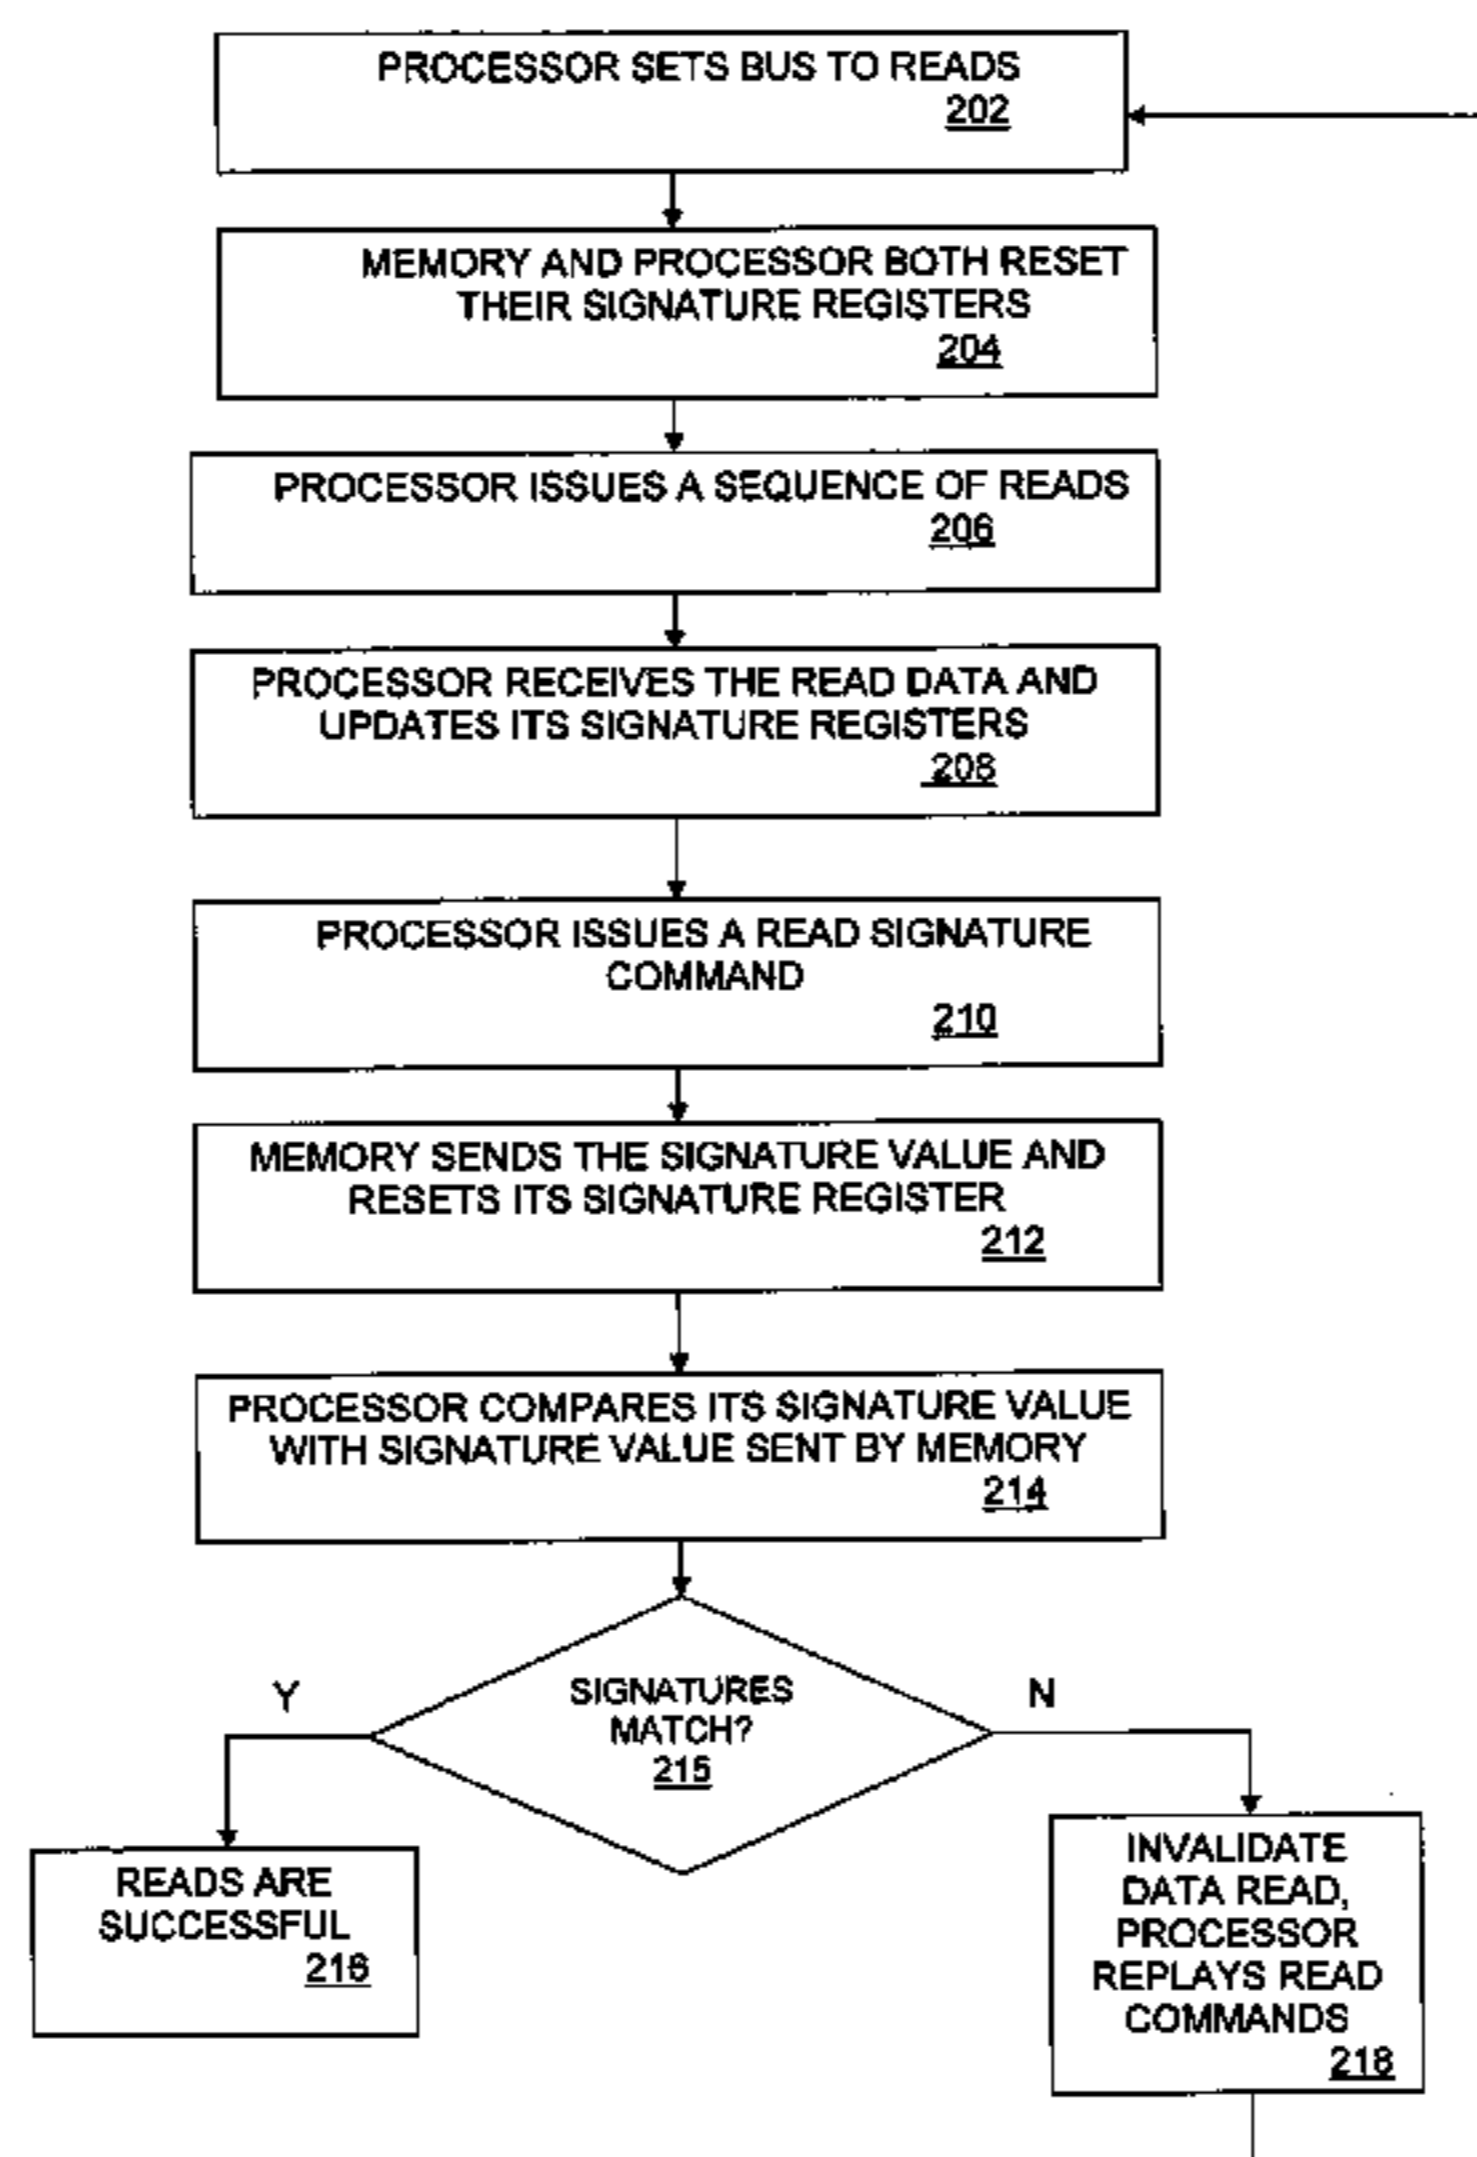 PROCESSOR SETS BUS TO READS
202
MEMORY AND PROCESSOR BOTH RESET
THEIR SIGNATURE REGISTERS
204
PROCESSOR ISSUES A SEQUENCE OF READS
206
PROCESSOR RECEIVES THE READ DATA AND
UPDATES ITS SIGNATURE REGISTERS
208
PROCESSOR ISSUES A READ SIGNATURE
COMMAND
210
MEMORY SENDS THE SIGNATURE VALUE AND
RESETS ITS SIGNATURE REGISTER
212
PROCESSOR COMPARES ITS SIGNATURE VALUE
WITH SIGNATURE VALUE SENT BY MEMORY
214
Y
SIGNATURES
MATCH?
215
N
READS ARE
SUCCESSFUL
216
INVALIDATE
DATA READ,
PROCESSOR
REPLAYS READ
COMMANDS
218